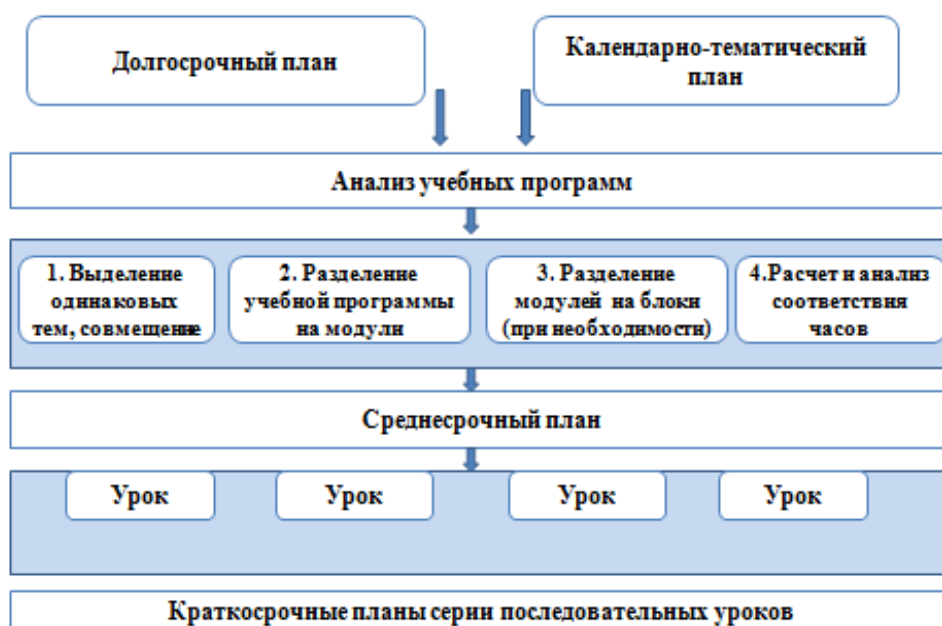 Долгосрочный план
Календарно-тематический
план
Анализ учебных программ
1. Выделение
одинаковых
тем, совмещение
2. Разделение
учебной программы
на модули
3. Разделение
модулей на блоки
(при необходимости)
4.Расчет и анализ
соответствия
часов
Среднесрочный план
Урок
Урок
Урок
Урок
Краткосрочные планы серии последовательных уроков